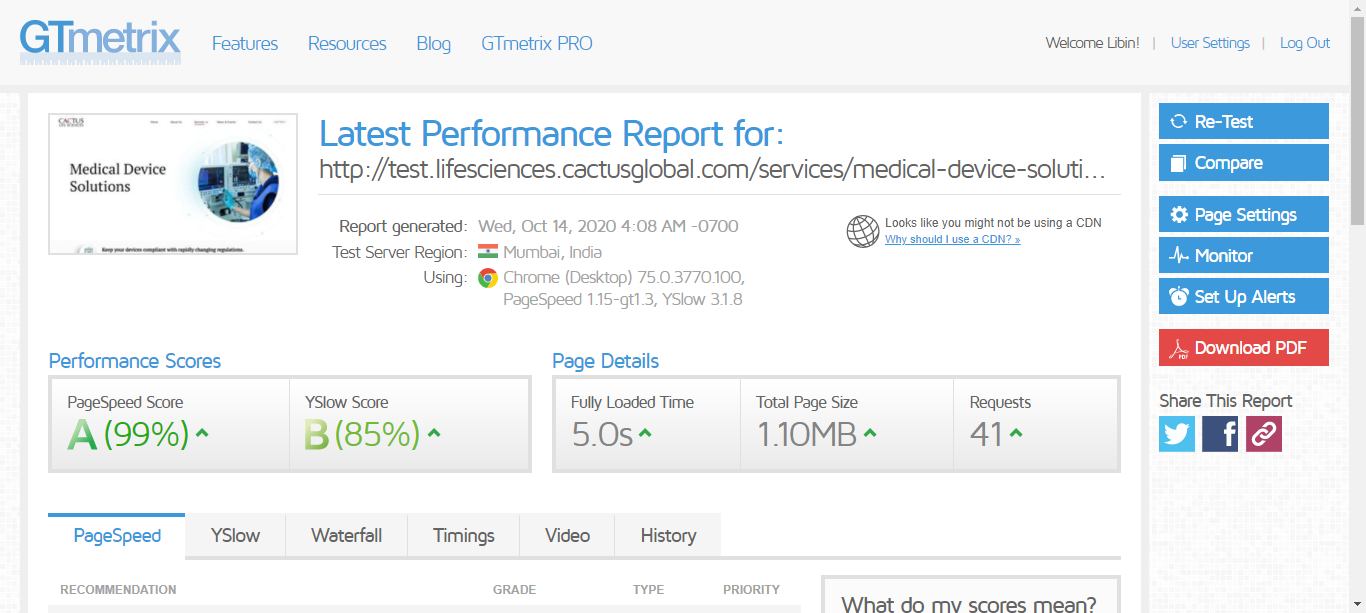 GTmetrix
Features Resources Blog GTmetrix PRO
Welcome Libin! | User Settings | Log Out
CACTUS
Medical Device
Solutions
Keep your devices compliant with rapidly changing regulations.
Latest Performance Report for:
http://test.lifesciences.cactusglobal.com/services/medical-device-soluti...
Report generated: Wed, Oct 14, 2020 4:08 AM -0700
Test Server Region: Mumbai, India
Using: Chrome (Desktop) 75.0.3770.100,
PageSpeed 1.15-gt1.3, YSlow 3.1.8
Looks like you might not be using a CDN
Why should I use a CDN? »
Re-Test
Compare
Page Settings
Monitor
Set Up Alerts
PDF Download PDF
Share This Report
Performance Scores
PageSpeed Score YSlow Score
A (99%) B (85%)
Page Details
Fully Loaded Time Total Page Size Requests
5.0s 1.10MB 41
PageSpeed YSlow Waterfall Timings Video History
RECOMMENDATION GRADE TYPE PRIORITY
What do my scores mean?